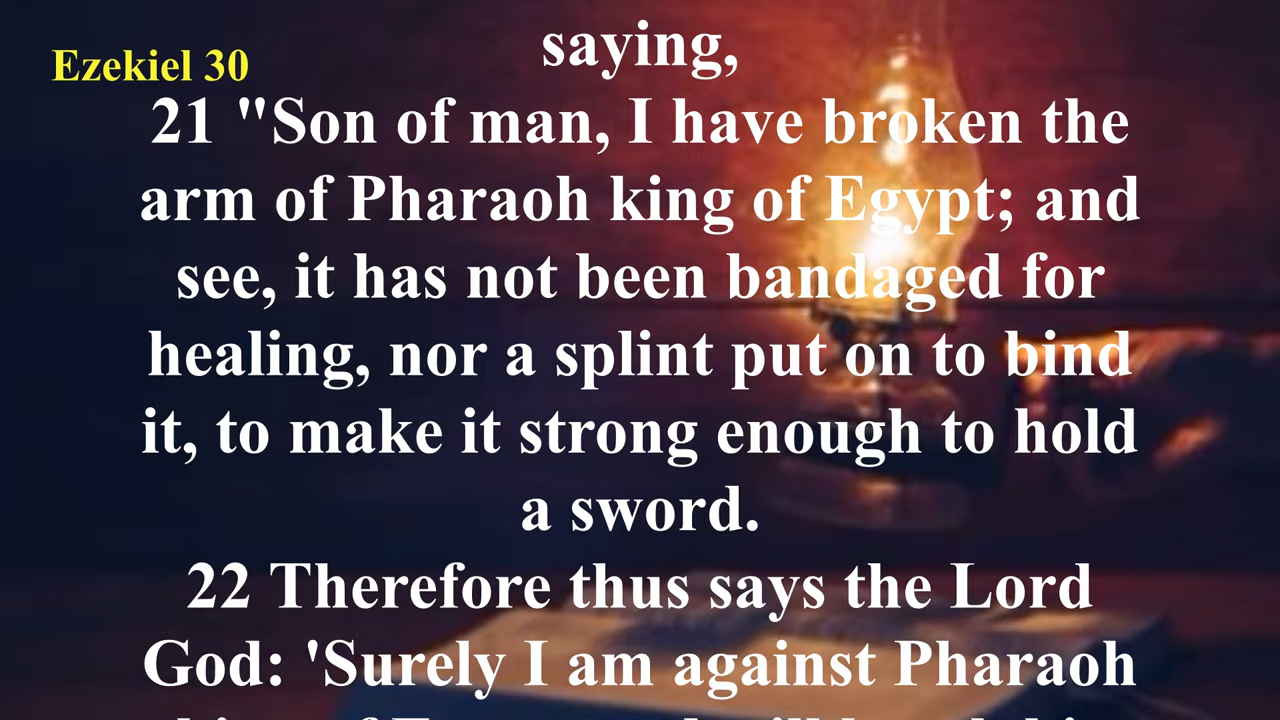 Ezekiel 30
saying,
21 "Son of man, I have broken the
arm of Pharaoh king of Egypt; and
see, it has not been bandaged for
healing, nor a splint put on to bind
it, to make it strong enough to hold
a sword.
22 Therefore thus says the Lord
God: 'Surely I am against Pharaoh